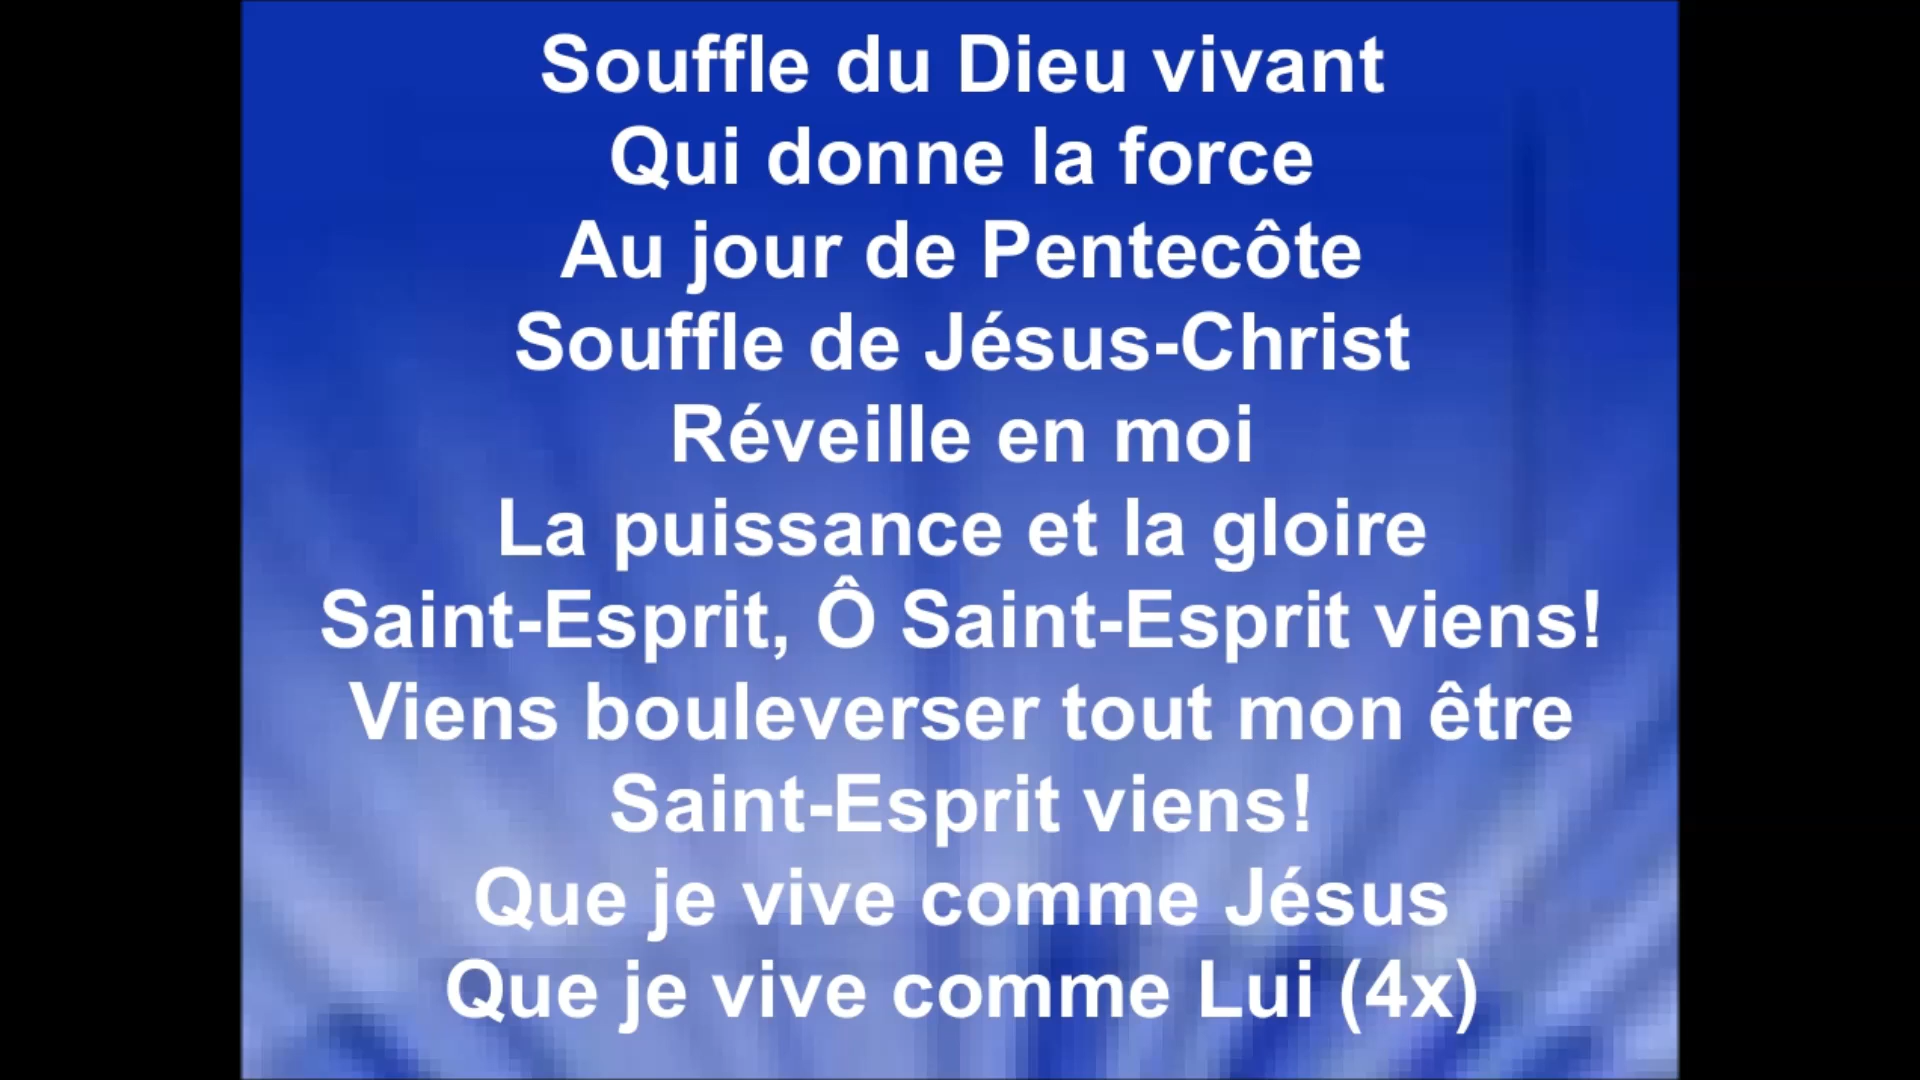 Souffle du Dieu vivant
Qui donne la force
Au jour de Pentecôte
Souffle de Jésus-Christ
Réveille en moi
La puissance et la gloire
Saint-Esprit, Ô Saint-Esprit viens!
Viens bouleverser tout mon être
Saint-Esprit viens!
Que je vive comme Jésus
Que je vive comme Lui (4x)